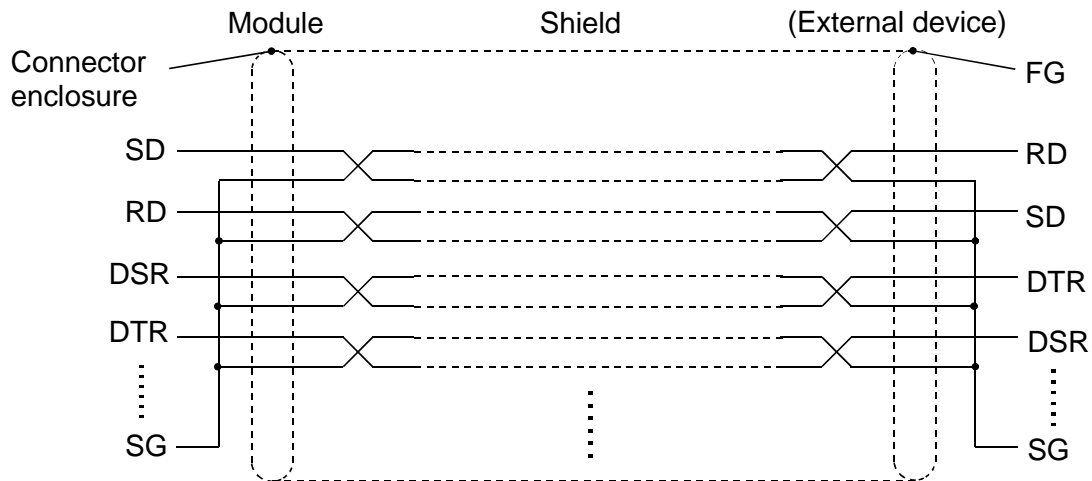 Module
Shield
(External device)
Connector
enclosure
FG
SD
RD
RD
SD
DSR
DTR
DTR
DSR
SG
SG